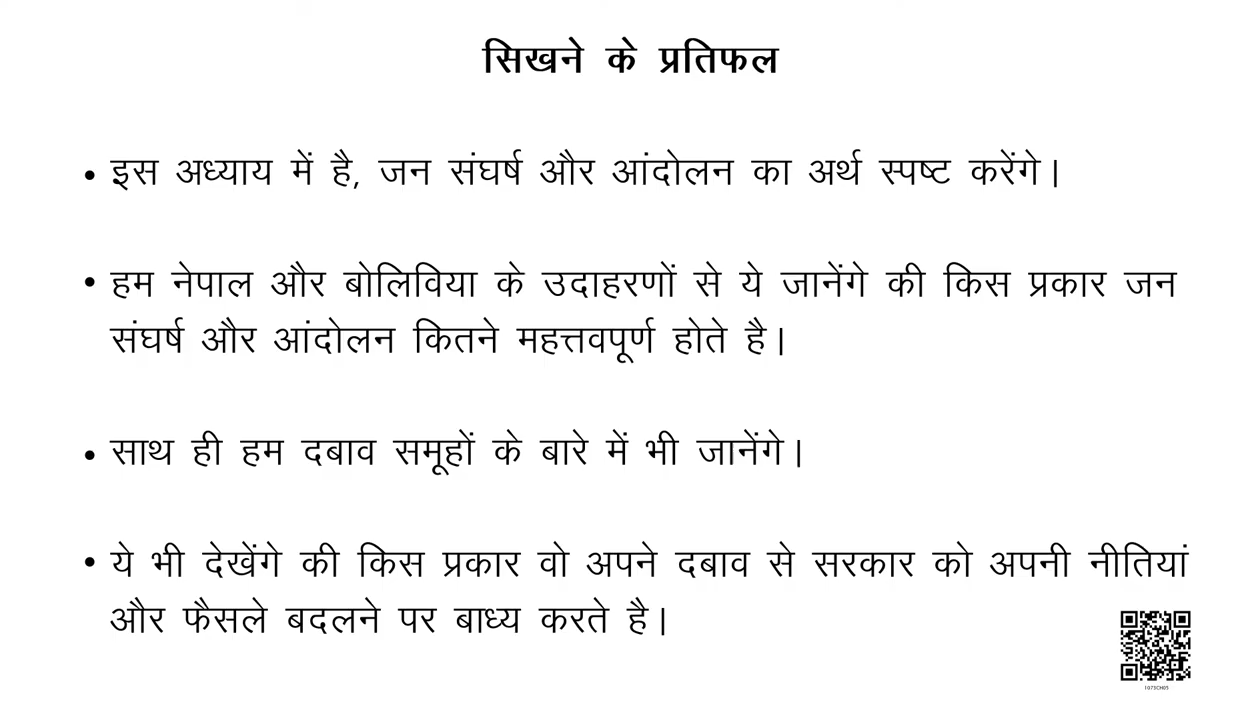 सिखने के प्रतिफल
• इस अध्याय में है, जन संघर्ष और आंदोलन का अर्थ स्पष्ट करेंगे।
• हम नेपाल और बोलिविया के उदाहरणों से ये जानेंगे की किस प्रकार जन
संघर्ष और आंदोलन कितने महत्तवपूर्ण होते है।
• साथ ही हम दबाव समूहों के बारे में भी जानेंगे।
• ये भी देखेंगे की किस प्रकार वो अपने दबाव से सरकार को अपनी नीतियां
और फैसले बदलने पर बाध्य करते है।
1073CH05